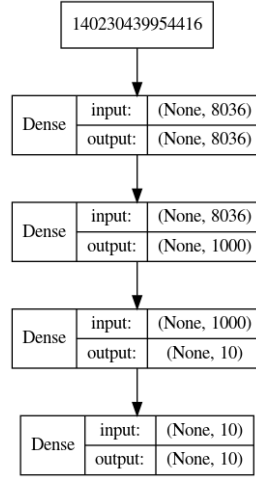 140230439954416
Dense input: (None, 8036)
output: (None, 8036)
Dense input: (None, 8036)
output: (None, 1000)
Dense input: (None, 1000)
output: (None, 10)
Dense input: (None, 10)
output: (None, 10)